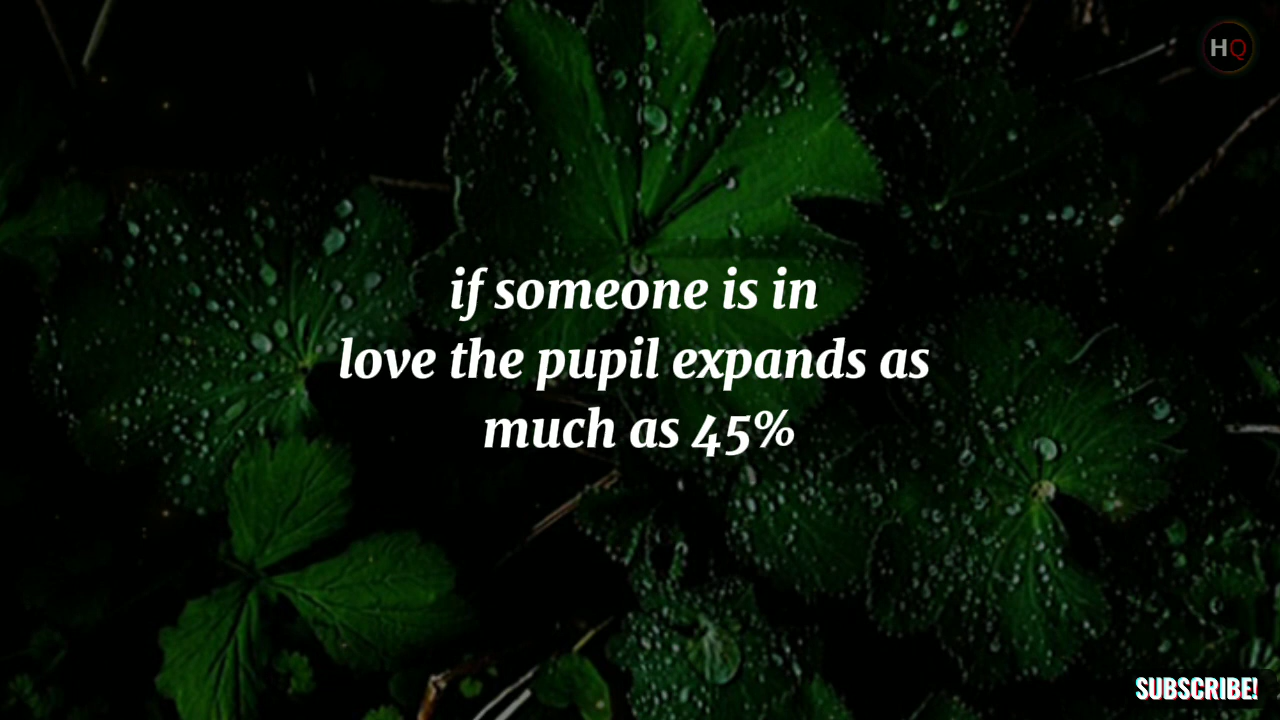 HQ
if someone is in
love the pupil expands as
much as 45%
SUBSCRIBE!